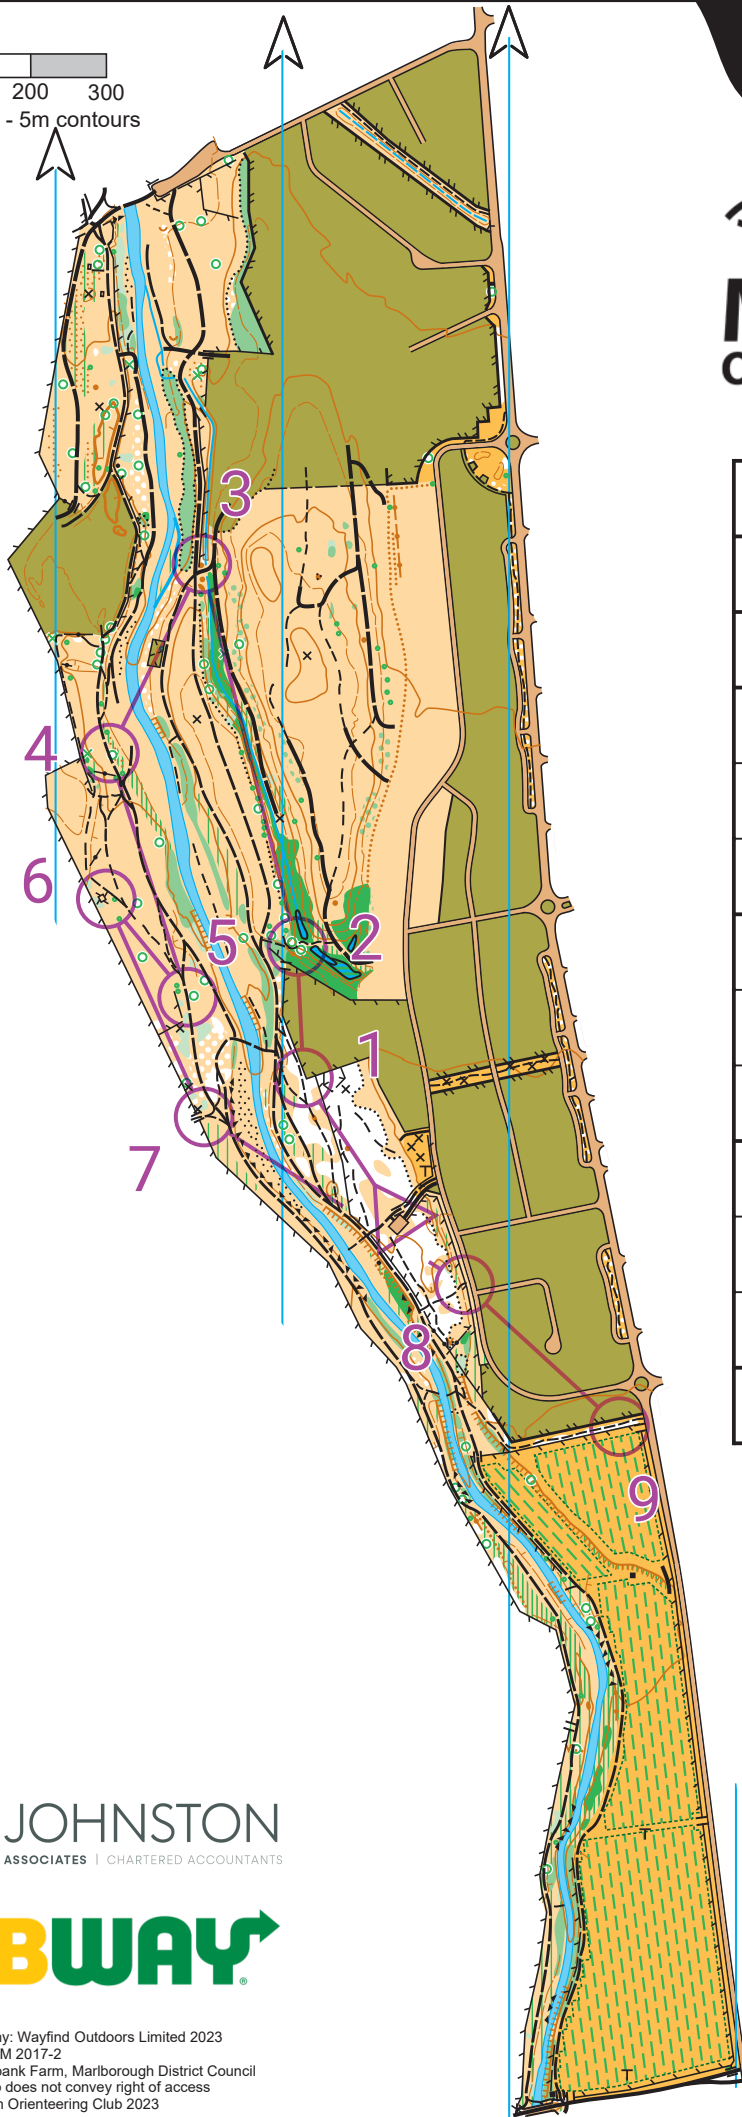 200 300
- 5m contours
3
4
6
5
2
1
7
8
9
JOHNSTON
ASSOCIATES | CHARTERED ACCOUNTANTS
BWAY
: Wayfind Outdoors Limited 2023
M 2017-2
bank Farm, Marlborough District Council
does not convey right of access
Orienteering Club 2023